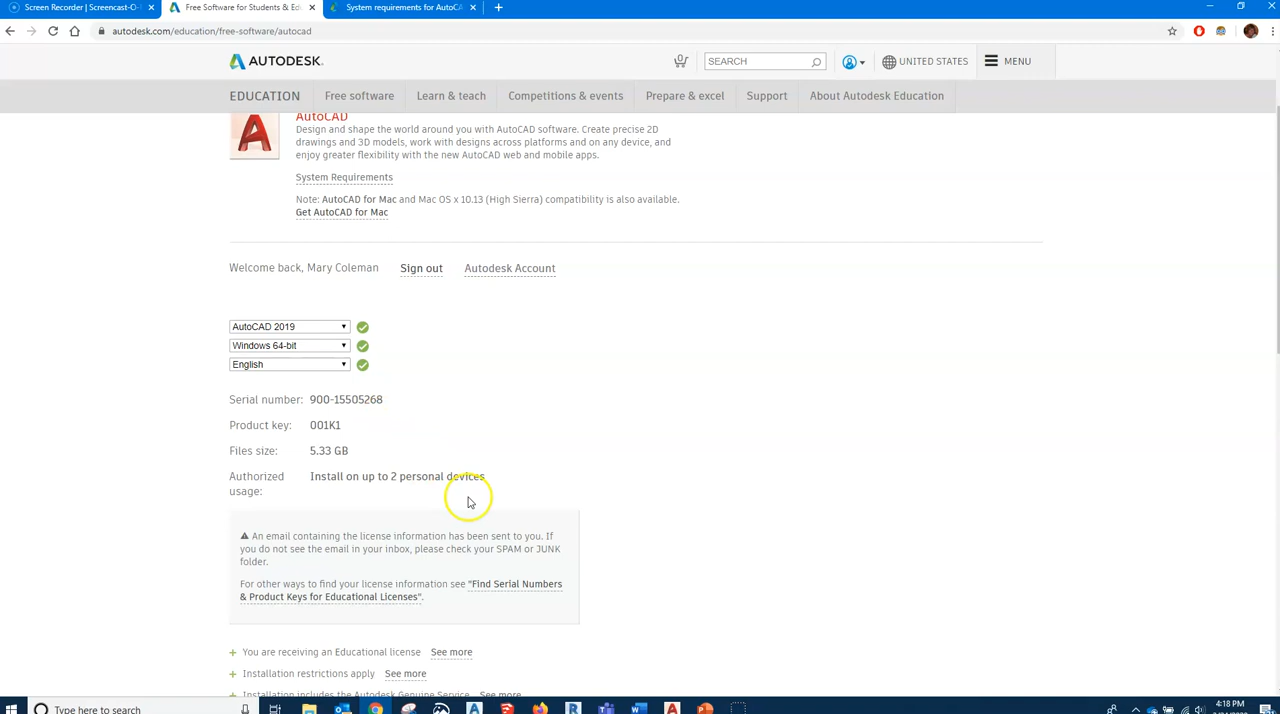 Screen Recorder | Screencast-O-
Free Software for Students & Edu
System requirements for AutoCA
autodesk.com/education/free-software/autocad
AUTODESK.
SEARCH
UNITED STATES
MENU
EDUCATION
Free software
Learn & teach
Competitions & events
Prepare & excel
Support
About Autodesk Education
AutoCAD
Design and shape the world around you with AutoCAD software. Create precise 2D
drawings and 3D models, work with designs across platforms and on any device, and
enjoy greater flexibility with the new AutoCAD web and mobile apps.
System Requirements
Note: AutoCAD for Mac and Mac OS x 10.13 (High Sierra) compatibility is also available.
Get AutoCAD for Mac
Welcome back, Mary Coleman
Sign out
Autodesk Account
AutoCAD 2019
Windows 64-bit
English
Serial number: 900-15505268
Product key: 001K1
Files size: 5.33 GB
Authorized usage: Install on up to 2 personal devices
An email containing the license information has been sent to you. If
you do not see the email in your inbox, please check your SPAM or JUNK
folder.
For other ways to find your license information see "Find Serial Numbers
& Product Keys for Educational Licenses".
+ You are receiving an Educational license See more
+ Installation restrictions apply See more
+ Installation includes the Autodesk Genuine Service See more
Type here to search
4:18 PM